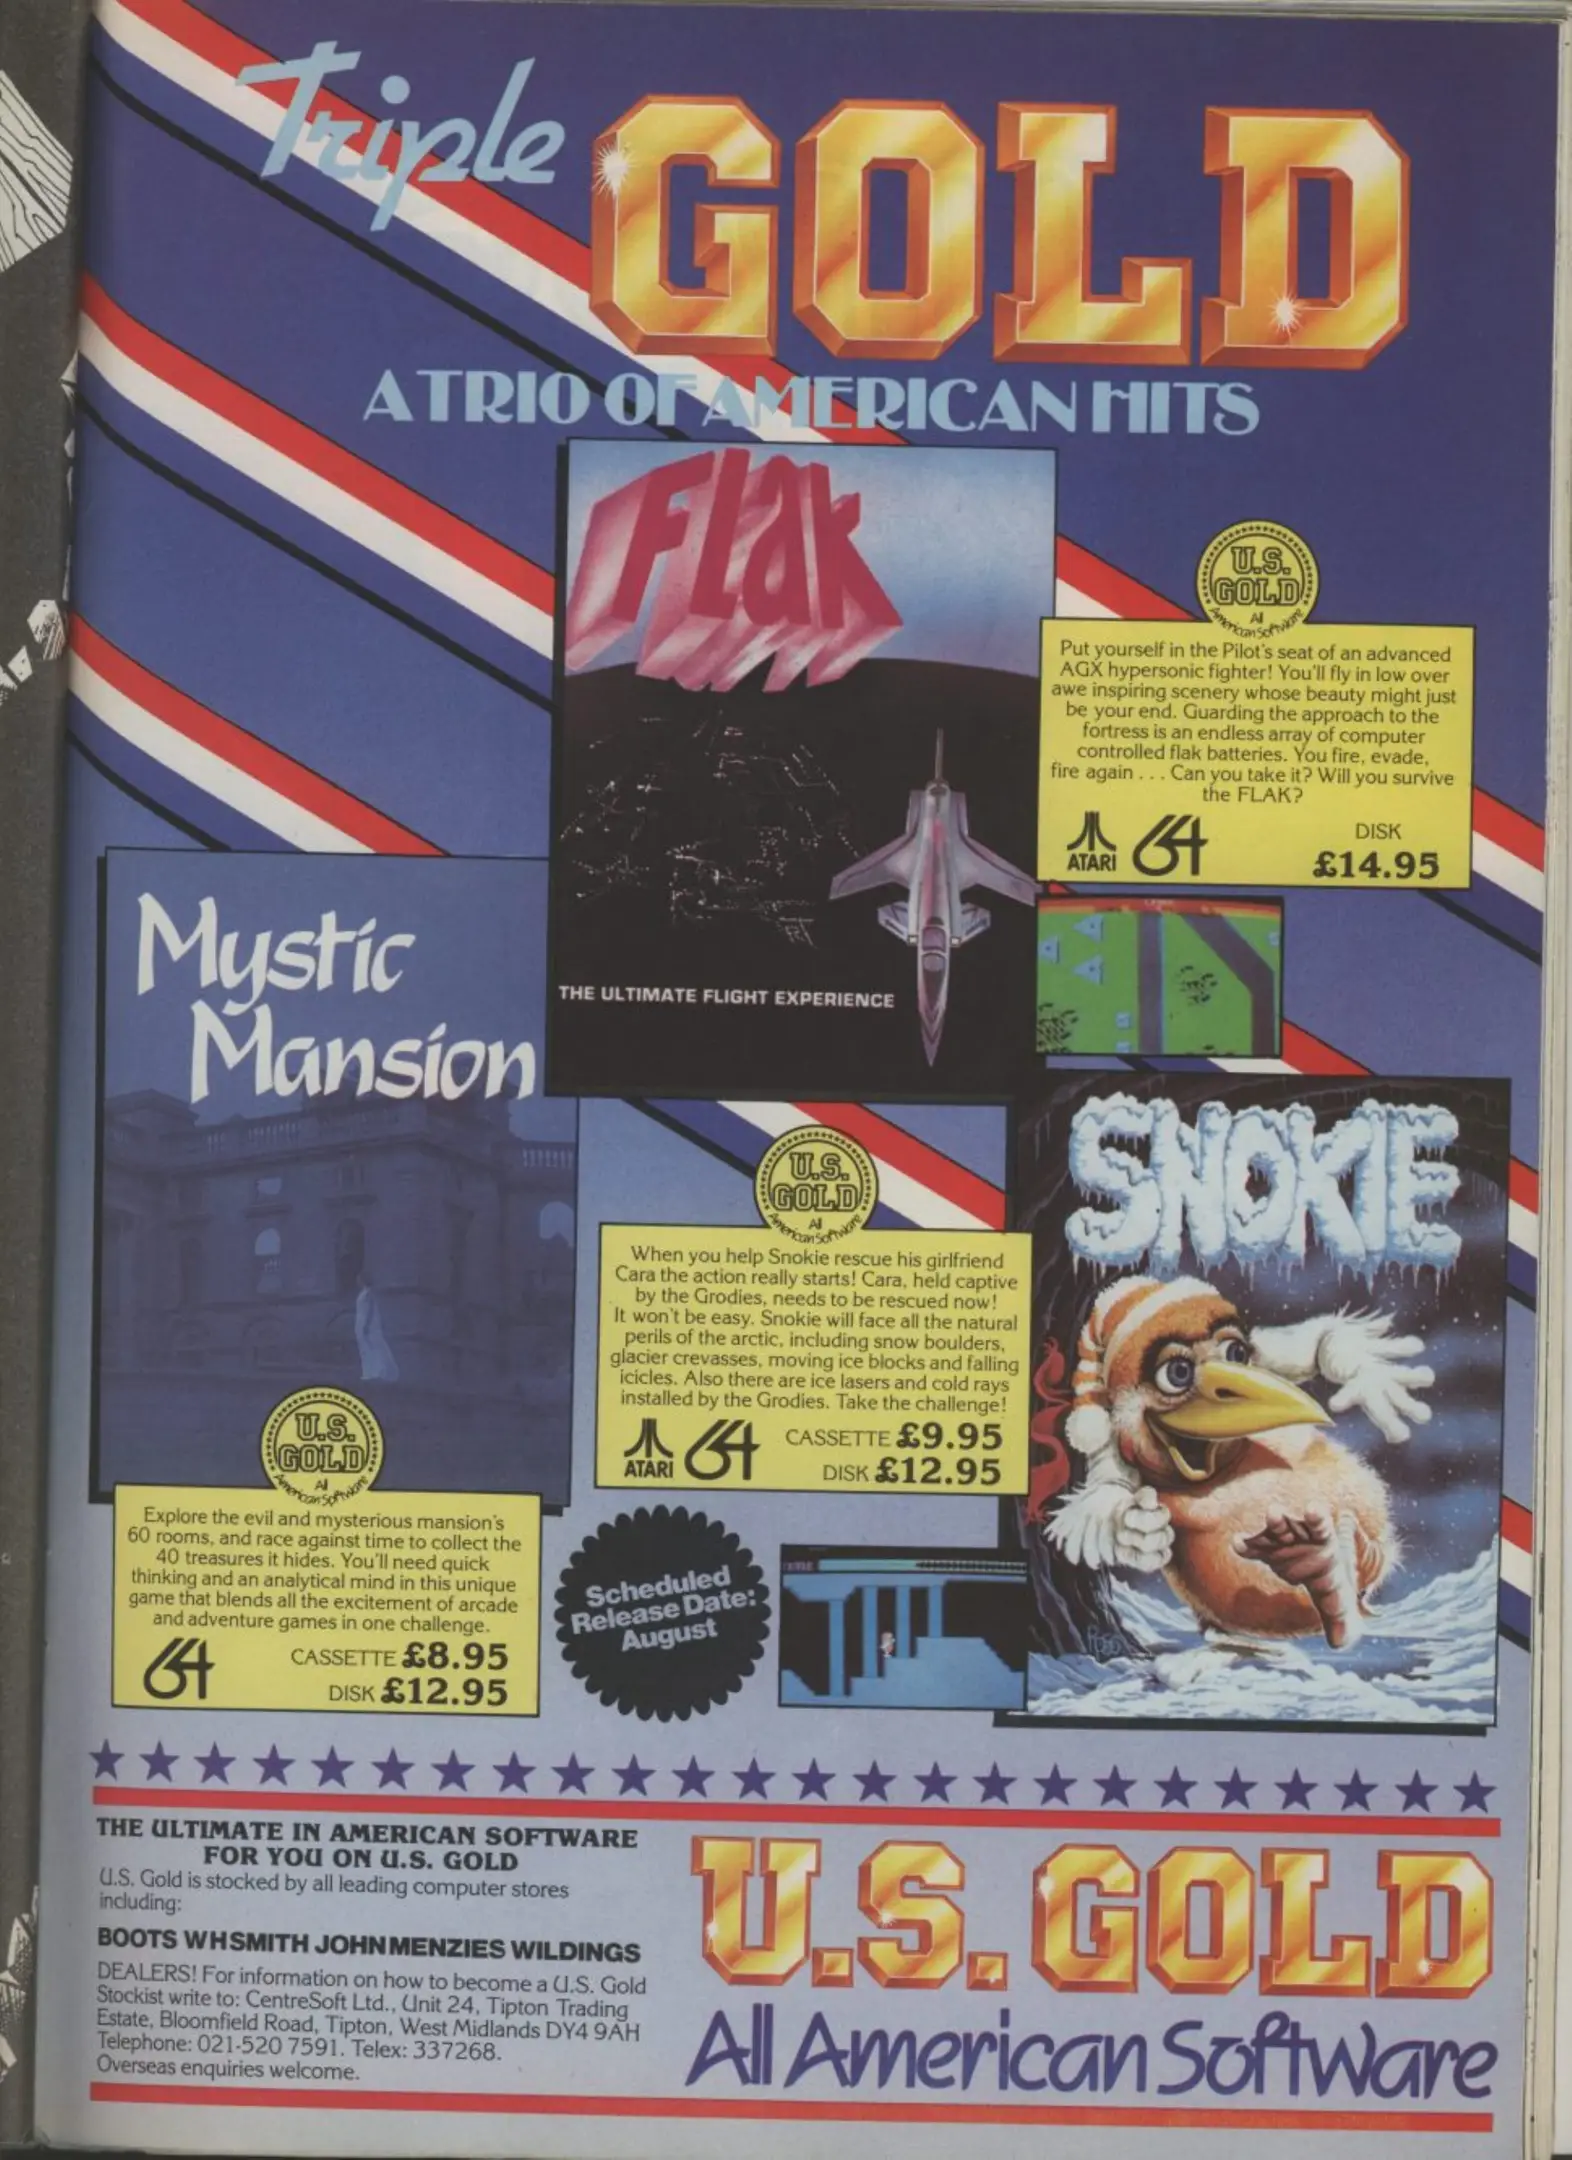 Triple GOLD
A TRIO OF AMERICAN HITS
Flak
THE ULTIMATE FLIGHT EXPERIENCE
U.S.
GOLD
All
American Software
Put yourself in the Pilot's seat of an advanced
AGX hypersonic fighter! You'll fly in low over
awe inspiring scenery whose beauty might just
be your end. Guarding the approach to the
fortress is an endless array of computer
controlled flak batteries. You fire, evade,
fire again . . . Can you take it? Will you survive
the FLAK?
ATARI 64 DISK
£14.95
Mystic
Mansion
U.S.
GOLD
All
American Software
Explore the evil and mysterious mansion's
60 rooms, and race against time to collect the
40 treasures it hides. You'll need quick
thinking and an analytical mind in this unique
game that blends all the excitement of arcade
and adventure games in one challenge.
64 CASSETTE £8.95
DISK £12.95
SNOKIE
U.S.
GOLD
All
American Software
When you help Snokie rescue his girlfriend
Cara the action really starts! Cara, held captive
by the Grodies, needs to be rescued now!
It won't be easy. Snokie will face all the natural
perils of the arctic, including snow boulders,
glacier crevasses, moving ice blocks and falling
icicles. Also there are ice lasers and cold rays
installed by the Grodies. Take the challenge!
ATARI 64 CASSETTE £9.95
DISK £12.95
Scheduled
Release Date:
August
THE ULTIMATE IN AMERICAN SOFTWARE
FOR YOU ON U.S. GOLD
U.S. Gold is stocked by all leading computer stores
including:
BOOTS WHSMITH JOHN MENZIES WILDINGS
DEALERS! For information on how to become a U.S. Gold
Stockist write to: CentreSoft Ltd., Unit 24, Tipton Trading
Estate, Bloomfield Road, Tipton, West Midlands DY4 9AH
Telephone: 021-520 7591. Telex: 337268.
Overseas enquiries welcome.
U.S. GOLD
All American Software